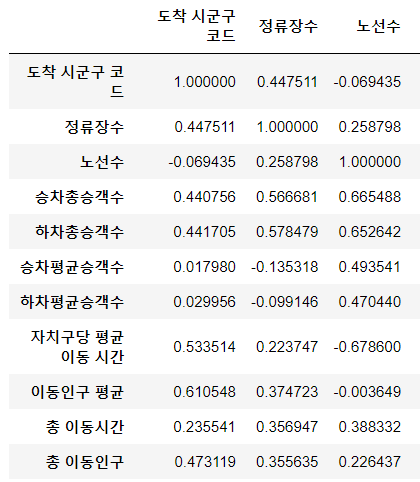 도착 시군구
코드 정류장수 노선수
도착 시군구 코
드 1.000000 0.447511 -0.069435
정류장수 0.447511 1.000000 0.258798
노선수 -0.069435 0.258798 1.000000
승차총승객수 0.440756 0.566681 0.665488
하차총승객수 0.441705 0.578479 0.652642
승차평균승객수 0.017980 -0.135318 0.493541
하차평균승객수 0.029956 -0.099146 0.470440
자치구당 평균
이동 시간 0.533514 0.223747 -0.678600
이동인구 평균 0.610548 0.374723 -0.003649
총 이동시간 0.235541 0.356947 0.388332
총 이동인구 0.473119 0.355635 0.226437